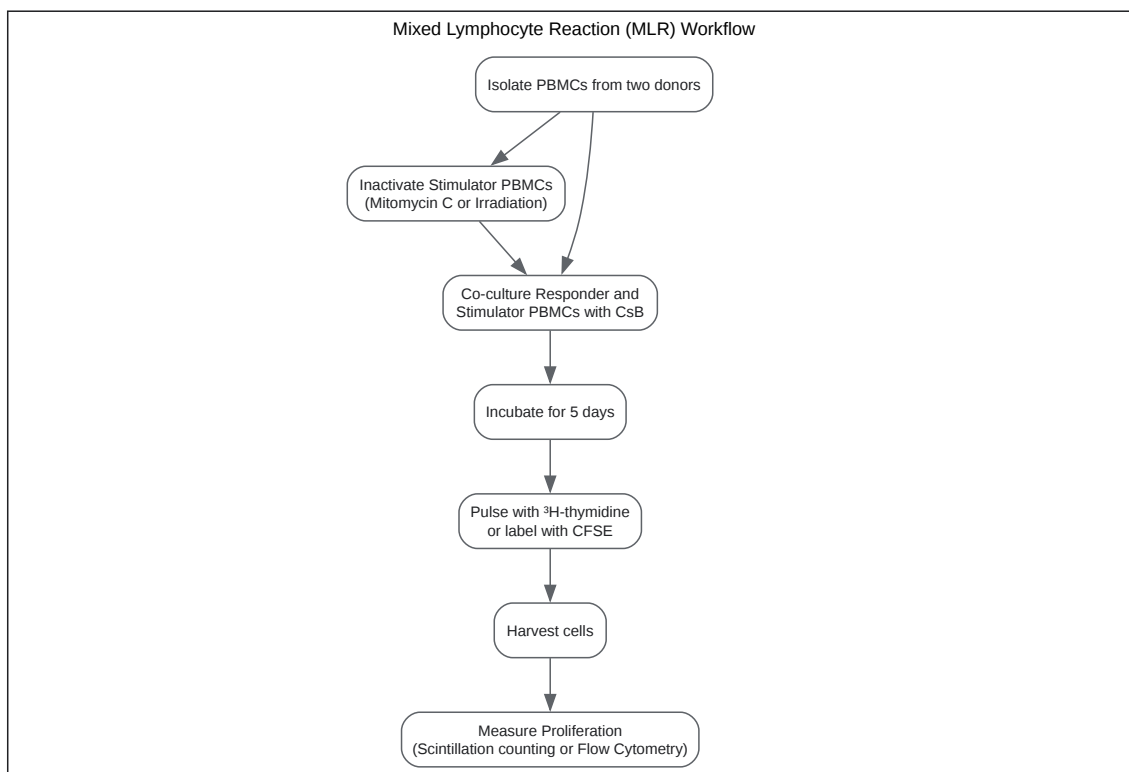 Mixed Lymphocyte Reaction (MLR) Workflow
Isolate PBMCs from two donors
Inactivate Stimulator PBMCs
(Mitomycin C or Irradiation)
Co-culture Responder and
Stimulator PBMCs with CsB
Incubate for 5 days
Pulse with ³H-thymidine
or label with CFSE
Harvest cells
Measure Proliferation
(Scintillation counting or Flow Cytometry)